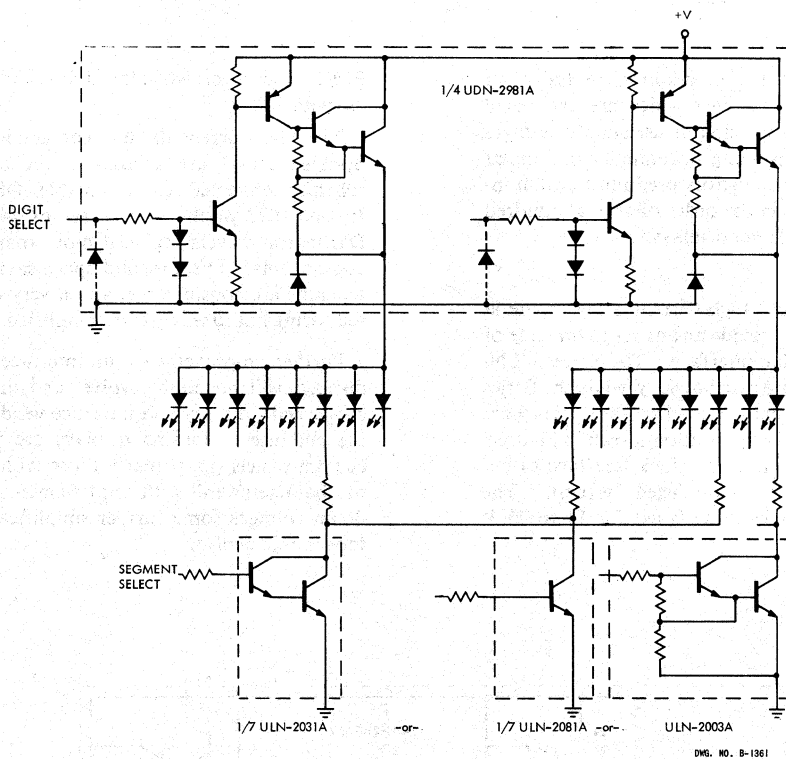 +V
1/4 UDN-2981A
DIGIT
SELECT
SEGMENT
SELECT
1/7 ULN-2031A -or- 1/7 ULN-2081A -or- ULN-2003A
DWG. NO. B-1361